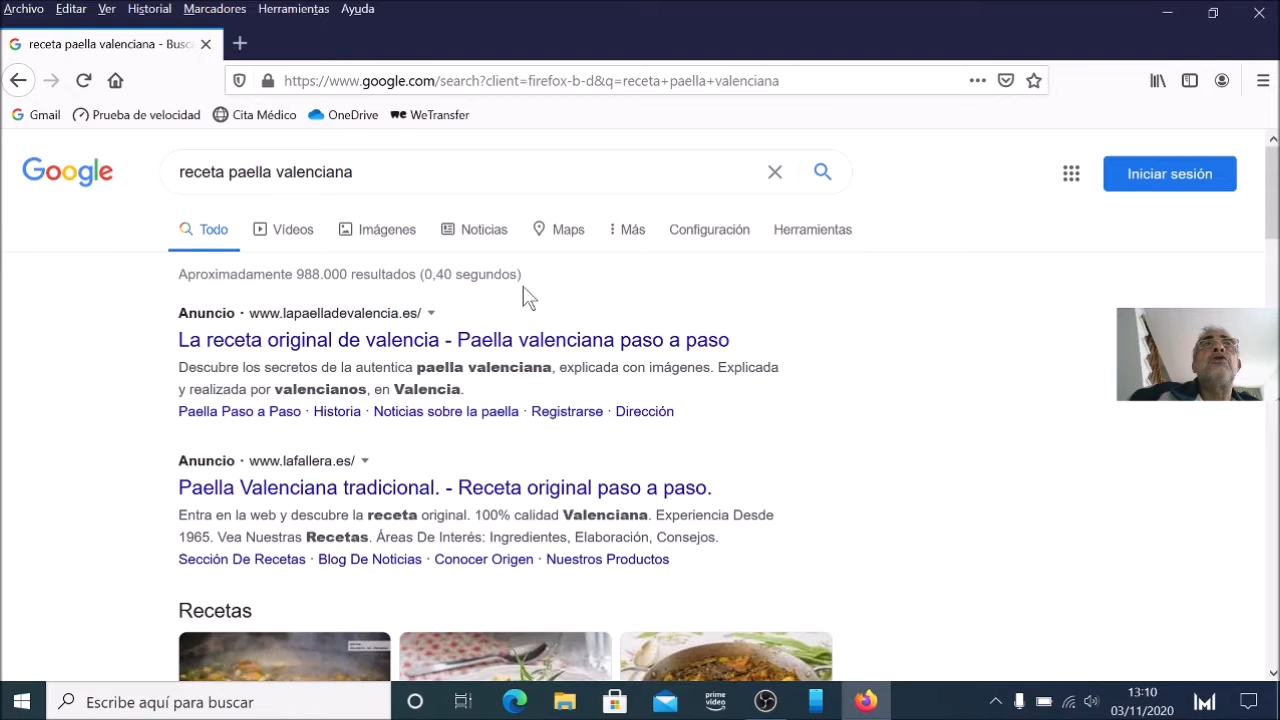 Archivo Editar Ver Historial Marcadores Herramientas Ayuda
receta paella valenciana - Busc
https://www.google.com/search?client=firefox-b-d&q=receta+paella+valenciana
Gmail Prueba de velocidad Cita Médico OneDrive WeTransfer
Google receta paella valenciana Iniciar sesión
Todo Vídeos Imágenes Noticias Maps Más Configuración Herramientas
Aproximadamente 988.000 resultados (0,40 segundos)
Anuncio · www.lapaelladevalencia.es/
La receta original de valencia - Paella valenciana paso a paso
Descubre los secretos de la autentica paella valenciana, explicada con imágenes. Explicada
y realizada por valencianos, en Valencia.
Paella Paso a Paso · Historia · Noticias sobre la paella · Registrarse · Dirección
Anuncio · www.lafallera.es/
Paella Valenciana tradicional. - Receta original paso a paso.
Entra en la web y descubre la receta original. 100% calidad Valenciana. Experiencia Desde
1965. Vea Nuestras Recetas. Áreas De Interés: Ingredientes, Elaboración, Consejos.
Sección De Recetas · Blog De Noticias · Conocer Origen · Nuestros Productos
Recetas
Escribe aquí para buscar
prime video
13:10
03/11/2020